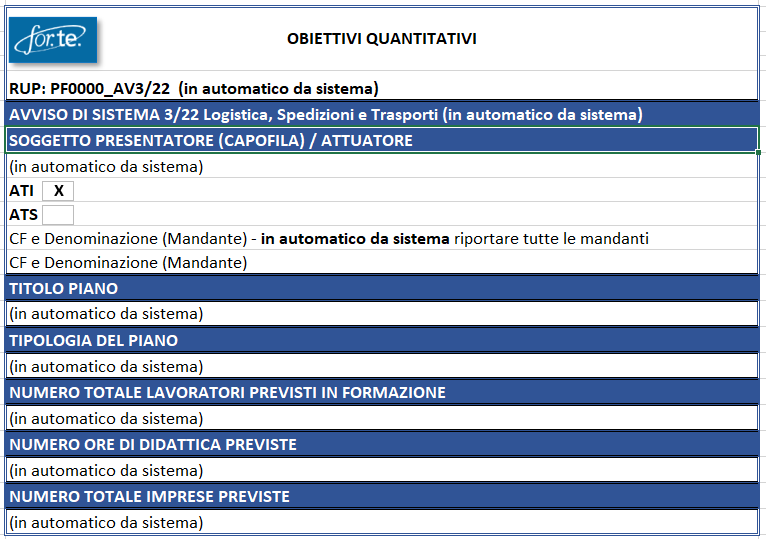 for.te.
OBIETTIVI QUANTITATIVI
RUP: PF0000_AV3/22 (in automatico da sistema)
AVVISO DI SISTEMA 3/22 Logistica, Spedizioni e Trasporti (in automatico da sistema)
SOGGETTO PRESENTATORE (CAPOFILA) / ATTUATORE
(in automatico da sistema)
ATI X
ATS
CF e Denominazione (Mandante) - in automatico da sistema riportare tutte le mandanti
CF e Denominazione (Mandante)
TITOLO PIANO
(in automatico da sistema)
TIPOLOGIA DEL PIANO
(in automatico da sistema)
NUMERO TOTALE LAVORATORI PREVISTI IN FORMAZIONE
(in automatico da sistema)
NUMERO ORE DI DIDATTICA PREVISTE
(in automatico da sistema)
NUMERO TOTALE IMPRESE PREVISTE
(in automatico da sistema)